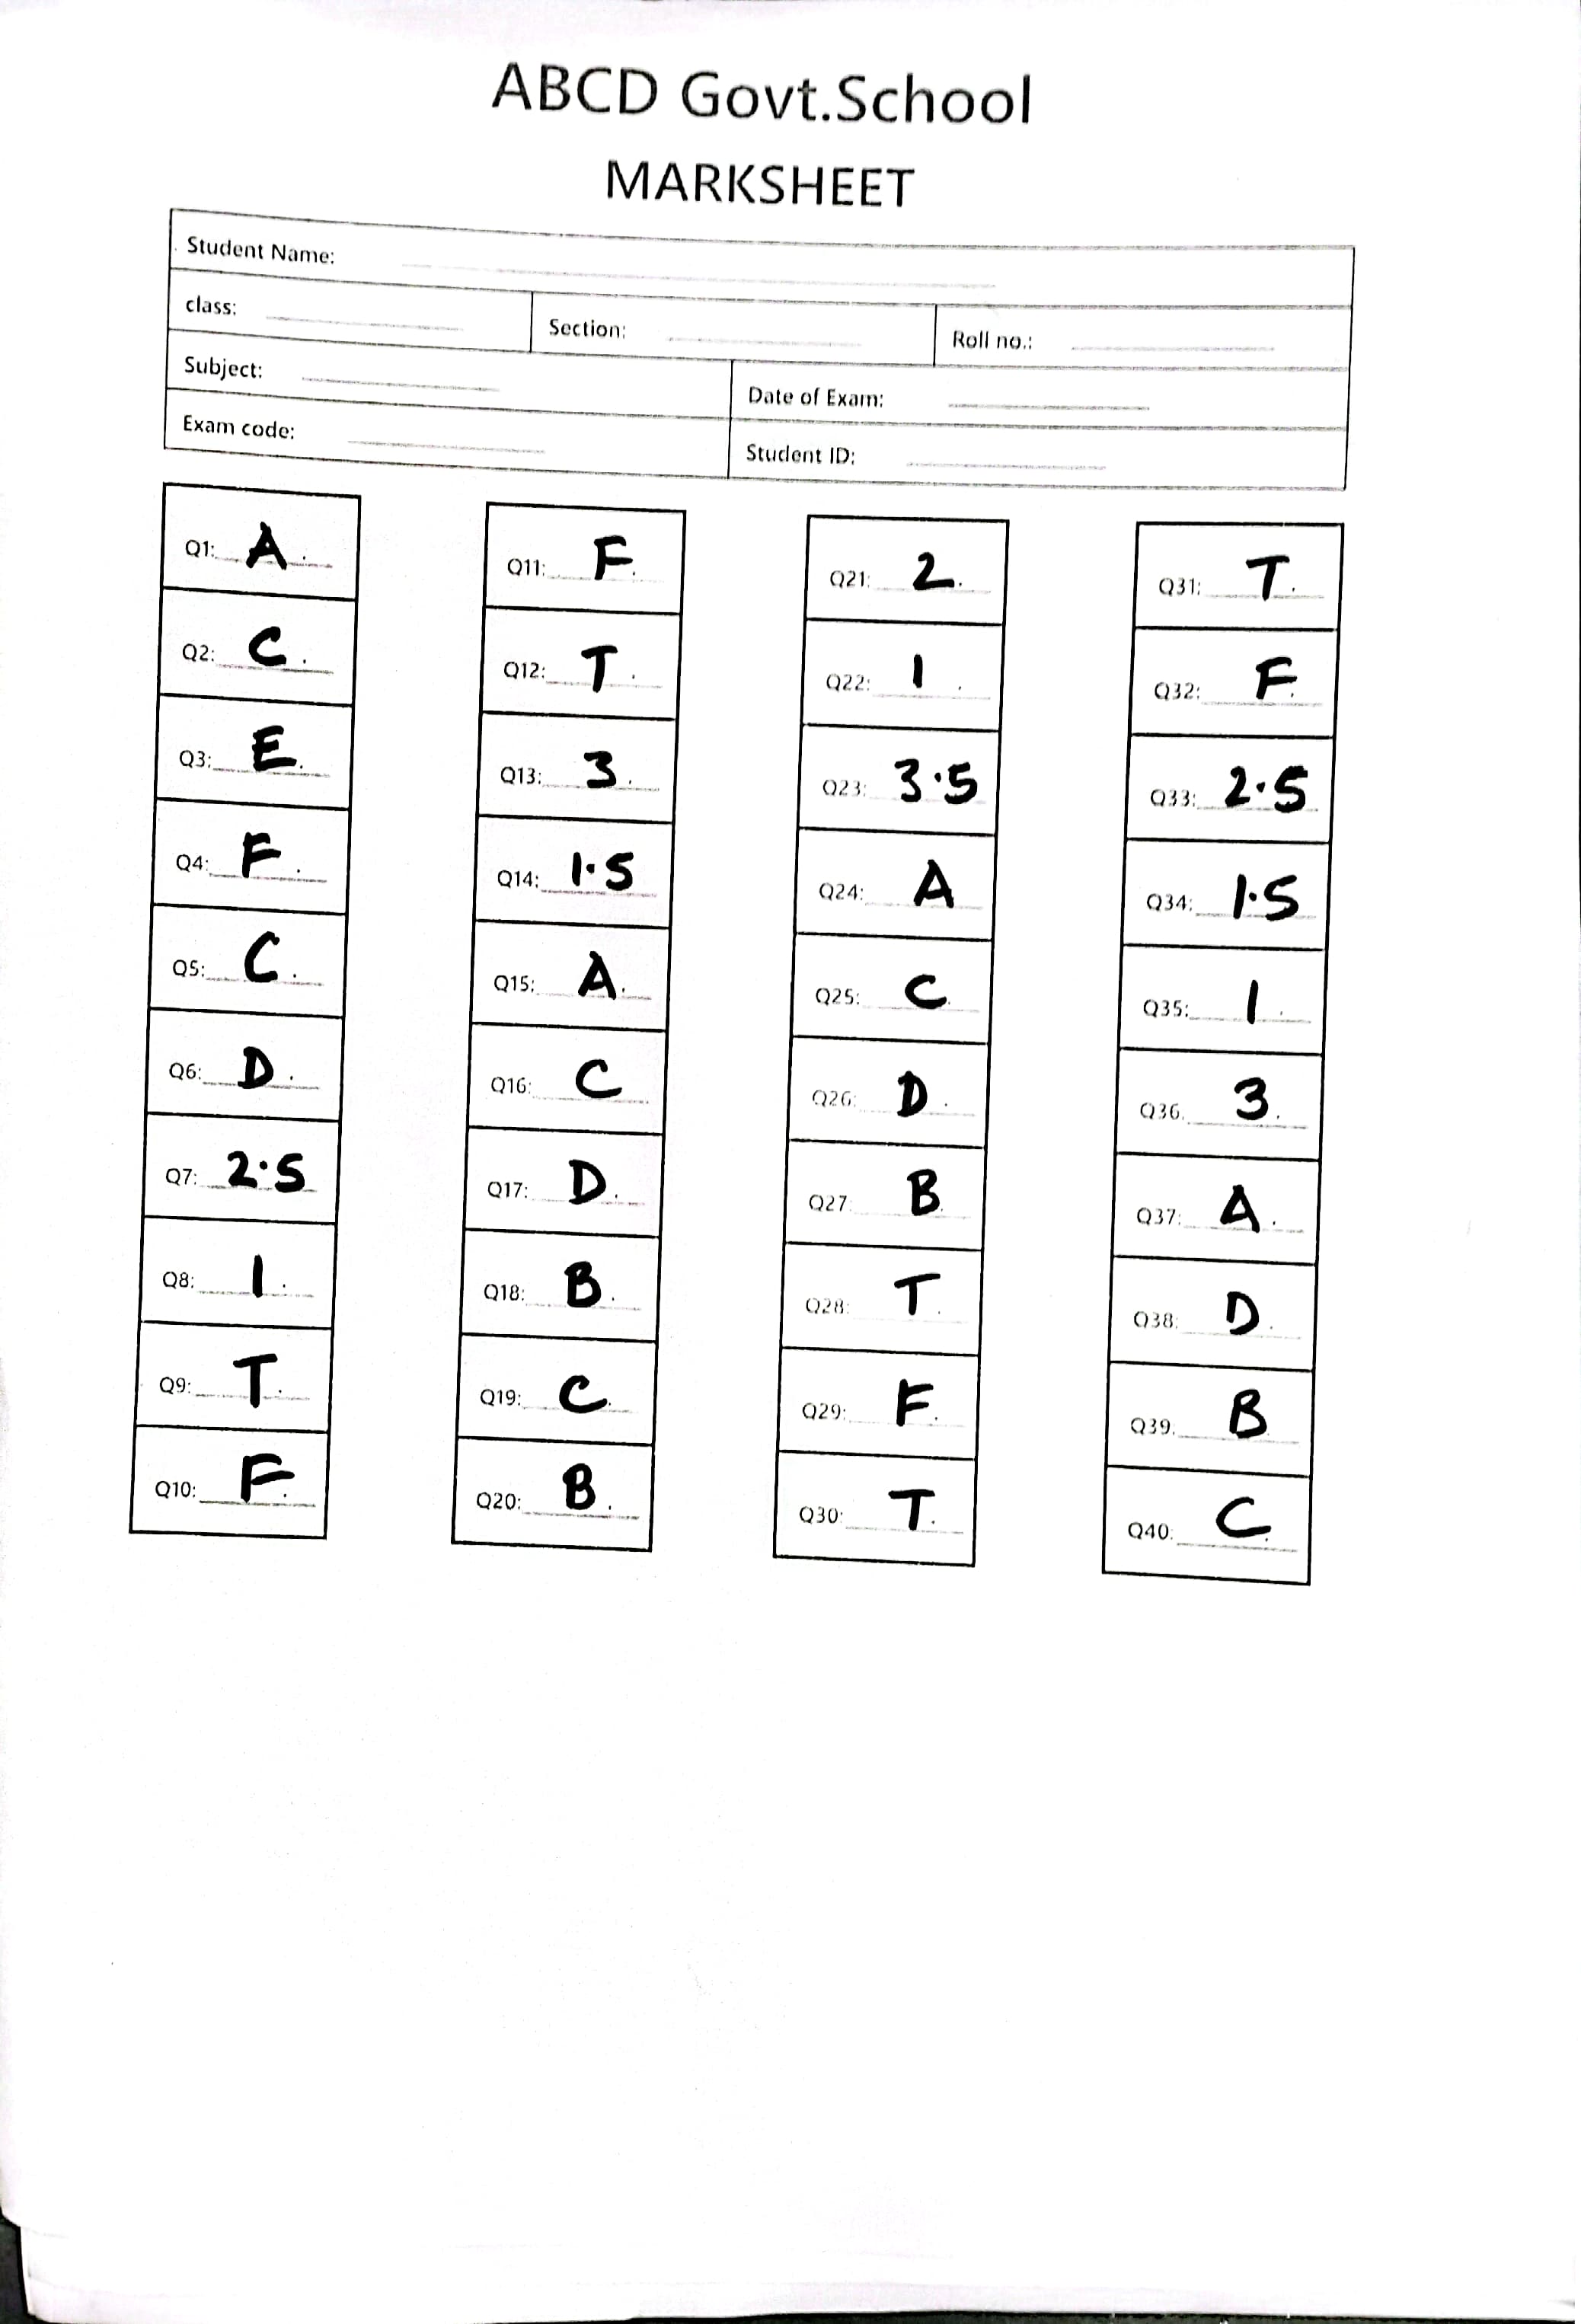 ABCD Govt.School
MARKSHEET
Student Name:
class: Section: Roll no.:
Subject: Date of Exam:
Exam code: Student ID:
Q1: A.
Q2: C.
Q3: E.
Q4: F.
Q5: C.
Q6: D.
Q7: 2.5
Q8: 1.
Q9: T.
Q10: F.
Q11: F.
Q12: T.
Q13: 3.
Q14: 1.5
Q15: A.
Q16: C
Q17: D.
Q18: B.
Q19: C.
Q20: B.
Q21: 2.
Q22: 1.
Q23: 3.5
Q24: A
Q25: C.
Q26: D.
Q27: B.
Q28: T.
Q29: F.
Q30: T.
Q31: T.
Q32: F.
Q33: 2.5
Q34: 1.5
Q35: 1.
Q36. 3.
Q37: A.
Q38: D.
Q39. B
Q40: C.